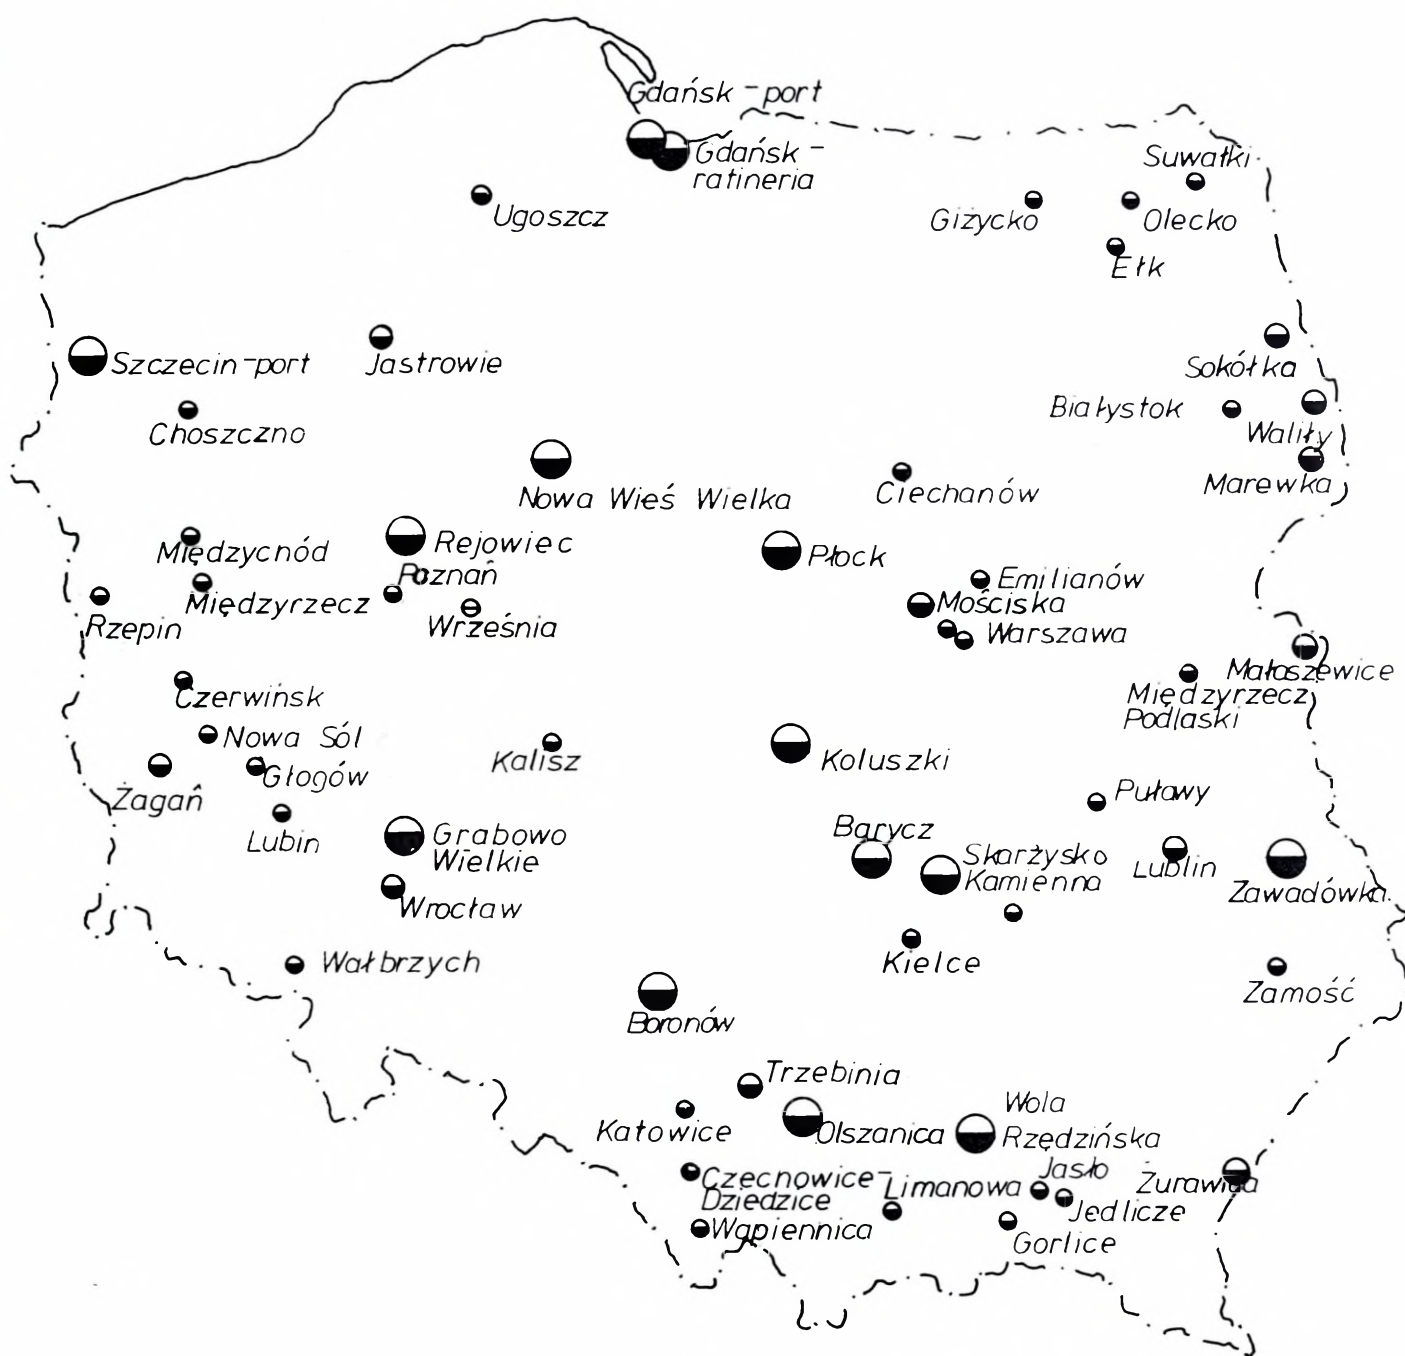 Gdańsk-port
Gdańsk-
ratineria
Suwałki
Ugoszcz
Giżycko
Olecko
Ełk
Szczecin-port
Jastrowie
Sokółka
Choszczno
Białystok
Waliły
Nowa Wieś Wielka
Ciechanów
Marewka
Międzycnód
Rejowiec
Płock
Poznań
Emilianów
Międzyrzecz
Mościska
Rzepin
Września
Warszawa
Małaszewice
Czerwińsk
Międzyrzecz
Podlaski
Nowa Sól
Kalisz
Koluszki
Głogów
Żagań
Puławy
Lubin
Grabowo
Wielkie
Barycz
Skarżysko
Kamienna
Lublin
Zawadówka
Wrocław
Wałbrzych
Kielce
Zamość
Boronów
Trzebinia
Wola
Rzędzińska
Katowice
Olszanica
Jasło
Czechowice-
Dziedzice
Limanowa
Żurawica
Jedlicze
Wapiennica
Gorlice